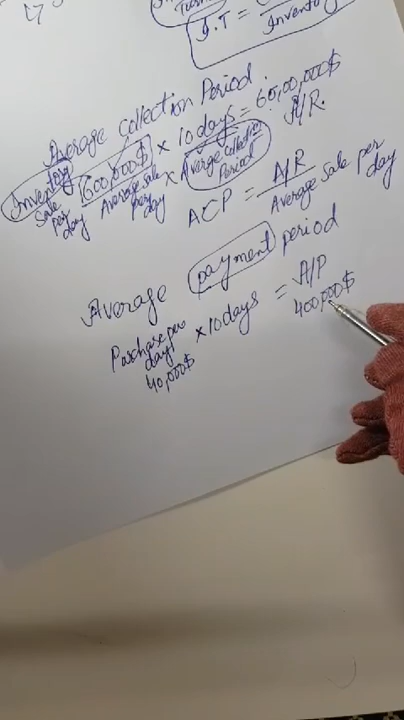 I.T =
Inventory
Average Collection Period.
600,000$ × 10 days = 60,00,000$
Inventory
Sale per day
Average sale per day × Average Collection Period
A/R.
ACP = A/R
Average Sale per day
Average payment period
Purchase per day × 10 days = A/P
40,000$
400,000$